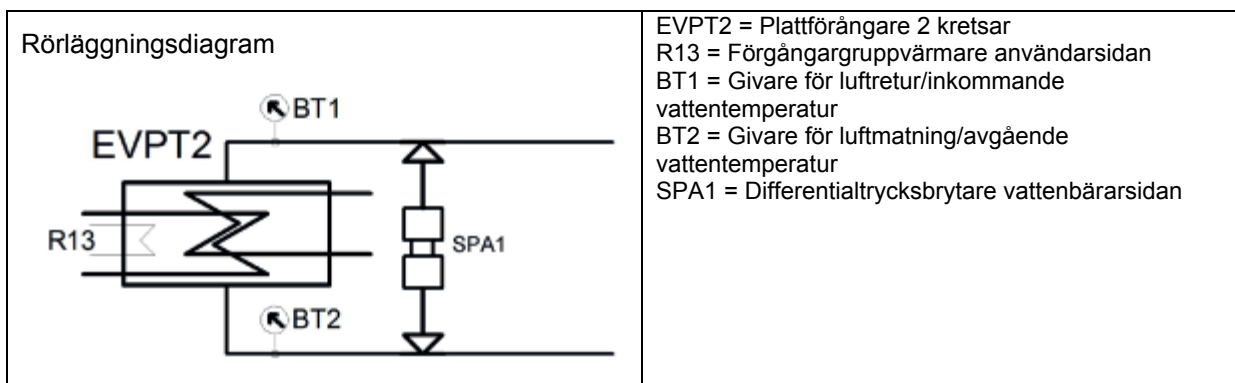 Rörläggningsdiagram
BT1
EVPT2
R13
SPA1
BT2
EVPT2 = Plattförångare 2 kretsar
R13 = Förgångargruppvärmare användarsidan
BT1 = Givare för luftretur/inkommande
vattentemperatur
BT2 = Givare för luftmatning/avgående
vattentemperatur
SPA1 = Differentialtrycksbrytare vattenbärarsidan